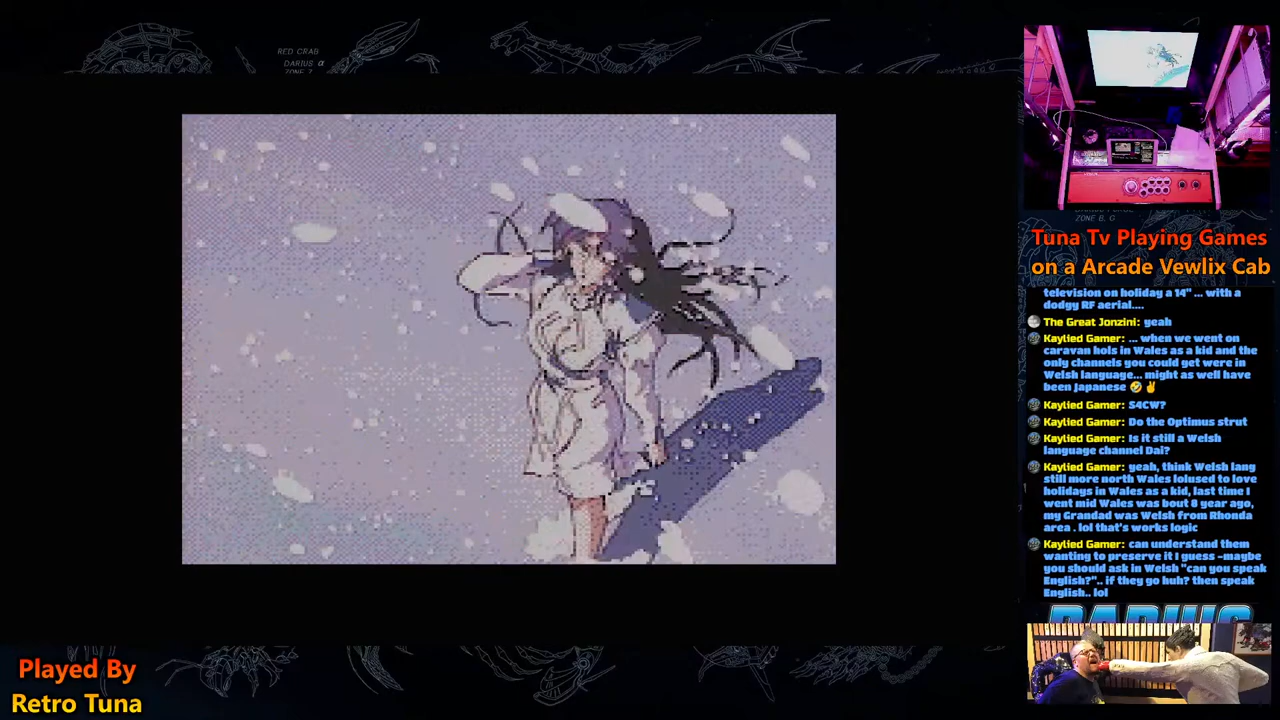 RED CRAB
DARIUS α
ZONE Z
ZONE B. C
Tuna Tv Playing Games
on a Arcade Vewlix Cab
television on holiday a 14" ... with a
dodgy RF aerial....
The Great Jonzini: yeah
Kaylied Gamer: ... when we went on
caravan hols in Wales as a kid and the
only channels you could get were in
Welsh language... might as well have
been Japanese 🤣✌
Kaylied Gamer: S4CW?
Kaylied Gamer: Do the Optimus strut
Kaylied Gamer: Is it still a Welsh
language channel Dai?
Kaylied Gamer: yeah, think Welsh lang
still more north Wales lolused to love
holidays in Wales as a kid, last time I
went mid Wales was bout 8 year ago,
my Grandad was Welsh from Rhonda
area . lol that's works logic
Kaylied Gamer: can understand them
wanting to preserve it I guess -maybe
you should ask in Welsh "can you speak
English?".. if they go huh? then speak
English.. lol
DARIUS
Played By
Retro Tuna